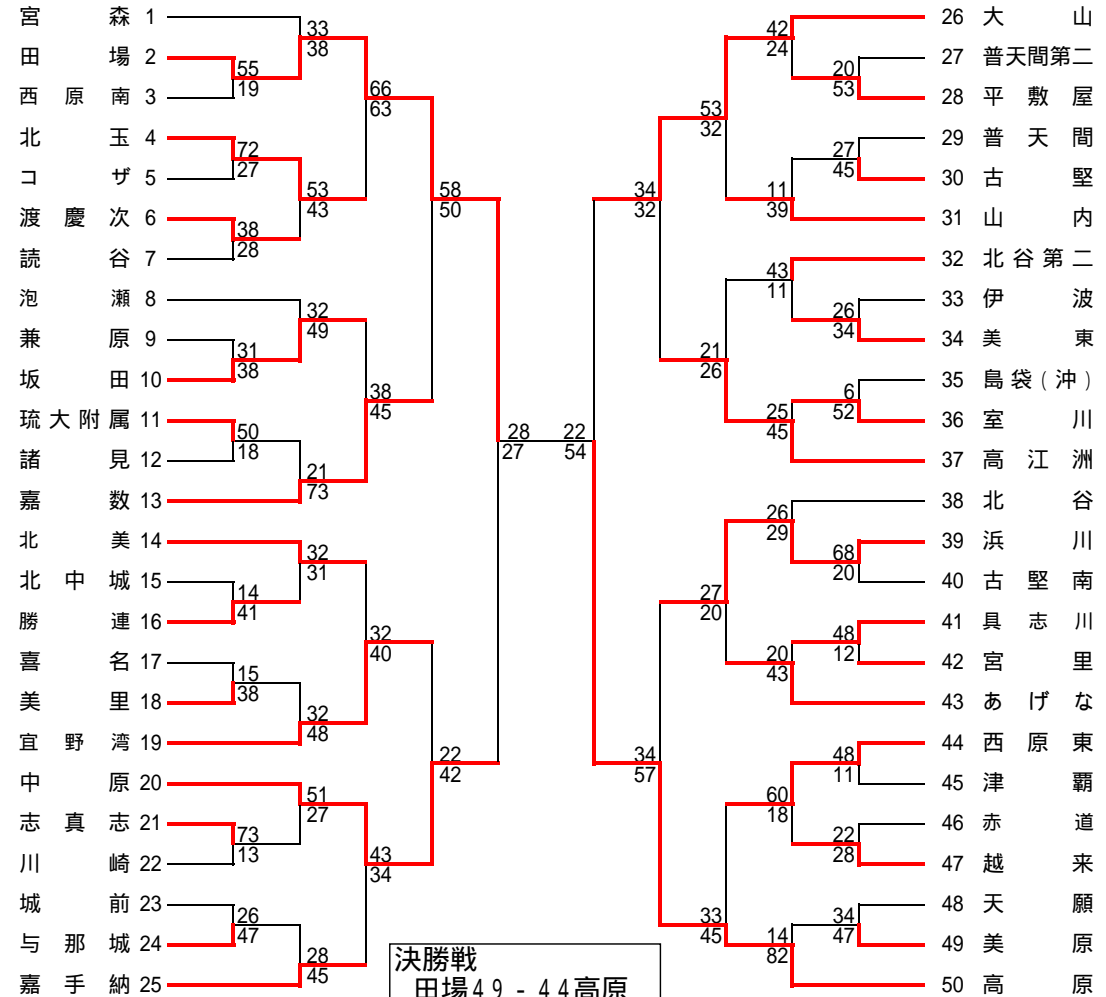 宮森 1
田場 2
西原南 3
北玉 4
コザ 5
渡慶次 6
読谷 7
泡瀬 8
兼原 9
坂田 10
琉大附属 11
諸見 12
嘉数 13
北美 14
北中城 15
勝連 16
喜名 17
美里 18
宜野湾 19
中原 20
志真志 21
川崎 22
城前 23
与那城 24
嘉手納 25
33
38
55
19
66
63
72
27
53
43
38
28
58
50
32
49
31
38
38
45
50
18
21
73
28
27
32
31
14
41
32
40
15
38
32
48
22
42
51
27
73
13
43
34
26
47
28
45
22
54
34
32
53
32
42
24
20
53
27
45
11
39
43
11
26
34
21
26
6
52
25
45
26
29
68
20
27
20
48
12
20
43
34
57
48
11
60
18
22
28
33
45
34
47
14
82
26 大山
27 普天間第二
28 平敷屋
29 普天間
30 古堅
31 山内
32 北谷第二
33 伊波
34 美東
35 島袋(沖)
36 室川
37 高江洲
38 北谷
39 浜川
40 古堅南
41 具志川
42 宮里
43 あげな
44 西原東
45 津覇
46 赤道
47 越来
48 天願
49 美原
50 高原
決勝戦
田場49-44高原